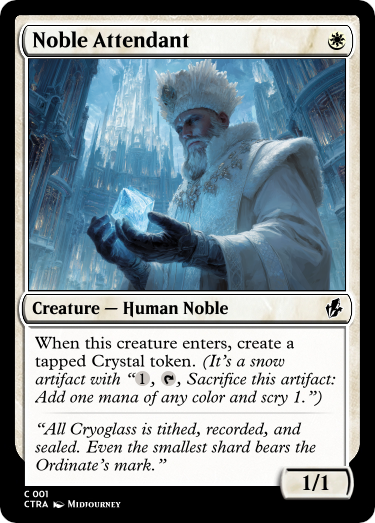 Noble Attendant
Creature — Human Noble
When this creature enters, create a
tapped Crystal token. (It's a snow
artifact with “1, , Sacrifice this artifact:
Add one mana of any color and scry 1.”)
“All Cryoglass is tithed, recorded, and
sealed. Even the smallest shard bears the
Ordinate's mark.”
1/1
C 001
CTRA Midjourney